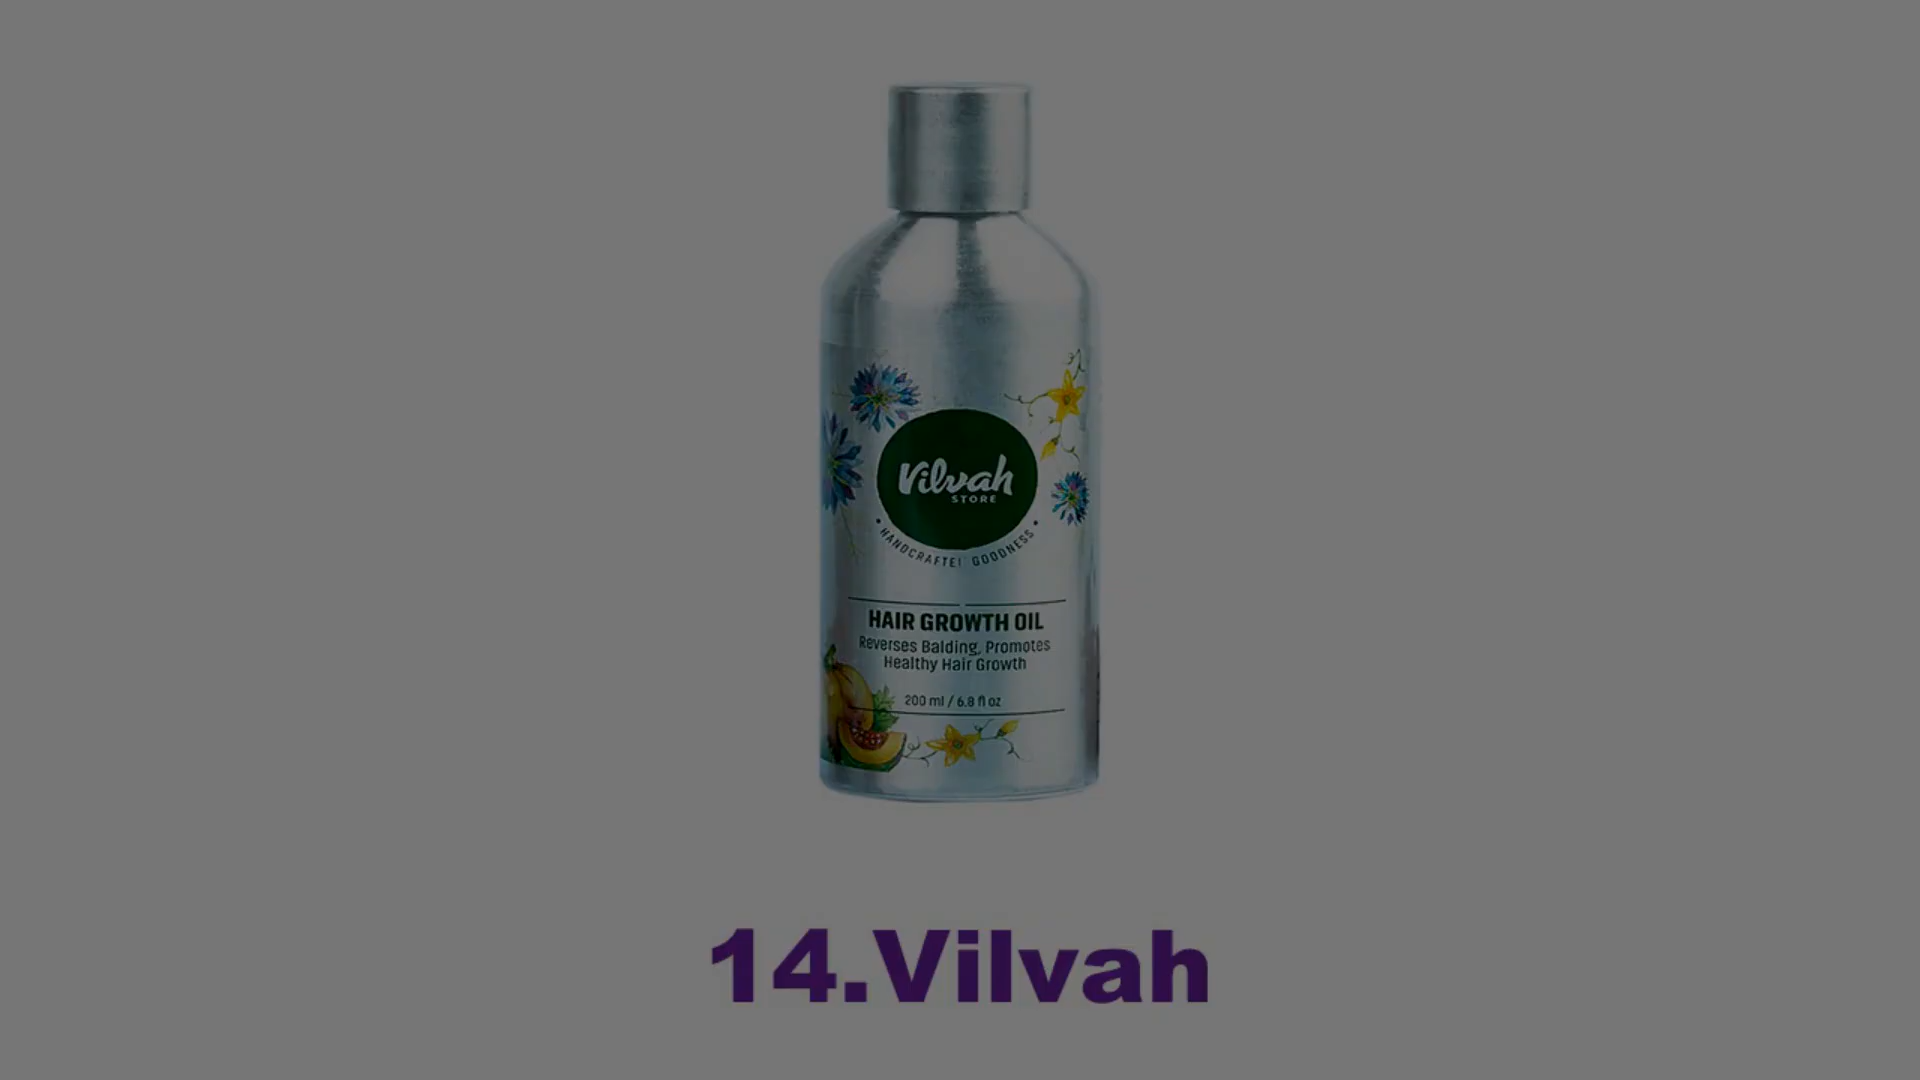 Vilvah
STORE
HANDCRAFTE! GOODNESS
HAIR GROWTH OIL
Reverses Balding, Promotes
Healthy Hair Growth
200 ml / 6.8 fl oz
14.Vilvah